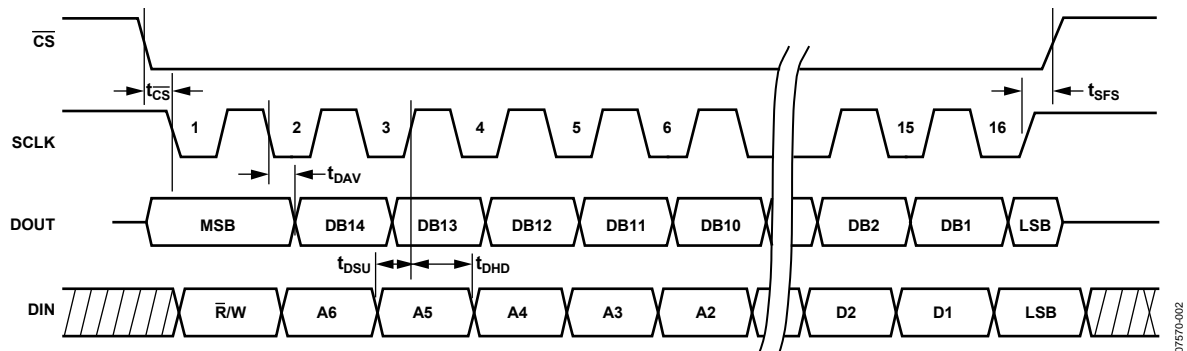 CS
tCS
tSFS
SCLK
1 2 3 4 5 6 15 16
tDAV
DOUT
MSB DB14 DB13 DB12 DB11 DB10 DB2 DB1 LSB
tDSU tDHD
DIN
R/W A6 A5 A4 A3 A2 D2 D1 LSB
07570-002